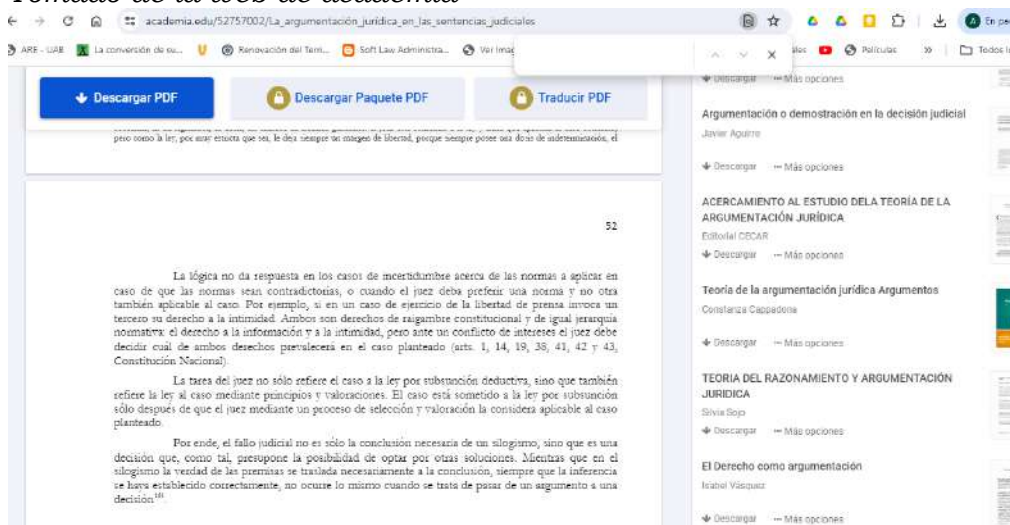 Tomado de la web de academia
academia.edu/52757002/La_argumentación_jurídica_en_las_sentencias_judiciales
En pe
ARE - UAE
La conversión de su...
Renovación del Tern...
Soft Law Administra...
Ver Imag
ales
Películas
Todos l
Descargar PDF
Descargar Paquete PDF
Traducir PDF
pero como la ley, por muy estricta que sea, le deja siempre un margen de libertad, porque siempre posee una dosis de indeterminación, el
52
La lógica no da respuesta en los casos de incertidumbre acerca de las normas a aplicar en
caso de que las normas sean contradictorias, o cuando el juez deba preferir una norma y no otra
también aplicable al caso. Por ejemplo, si en un caso de ejercicio de la libertad de prensa invoca un
tercero su derecho a la intimidad. Ambos son derechos de raigambre constitucional y de igual jerarquía
normativa: el derecho a la información y a la intimidad, pero ante un conflicto de intereses el juez debe
decidir cuál de ambos derechos prevalecerá en el caso planteado (arts. 1, 14, 19, 38, 41, 42 y 43,
Constitución Nacional).
La tarea del juez no sólo refiere el caso a la ley por subsunción deductiva, sino que también
refiere la ley al caso mediante principios y valoraciones. El caso está sometido a la ley por subsunción
sólo después de que el juez mediante un proceso de selección y valoración la considera aplicable al caso
planteado.
Por ende, el fallo judicial no es sólo la conclusión necesaria de un silogismo, sino que es una
decisión que, como tal, presupone la posibilidad de optar por otras soluciones. Mientras que en el
silogismo la verdad de las premisas se traslada necesariamente a la conclusión, siempre que la inferencia
se haya establecido correctamente, no ocurre lo mismo cuando se trata de pasar de un argumento a una
decisión
Descargar
Más opciones
Argumentación o demostración en la decisión judicial
Javier Aguirre
Descargar
Más opciones
ACERCAMIENTO AL ESTUDIO DELA TEORÍA DE LA
ARGUMENTACIÓN JURÍDICA
Editorial CECAR
Descargar
Más opciones
Teoría de la argumentación jurídica Argumentos
Constanza Cappadona
Descargar
Más opciones
TEORIA DEL RAZONAMIENTO Y ARGUMENTACIÓN
JURIDICA
Silvia Sojo
Descargar
Más opciones
El Derecho como argumentación
Isabel Vásquez
Descargar
Más opciones